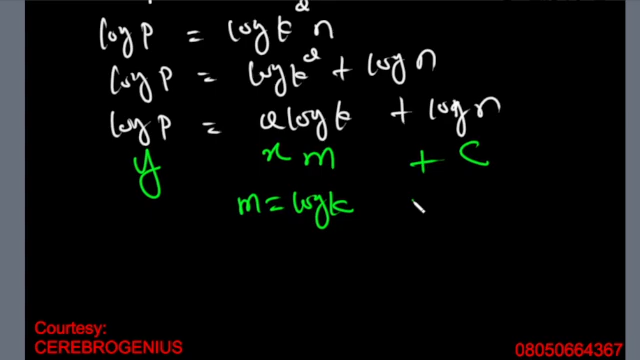 log p = log k^a n
log p = log k^a + log n
log p = a log k + log n
y x m + c
m = log k
Courtesy:
CEREBROGENIUS
08050664367